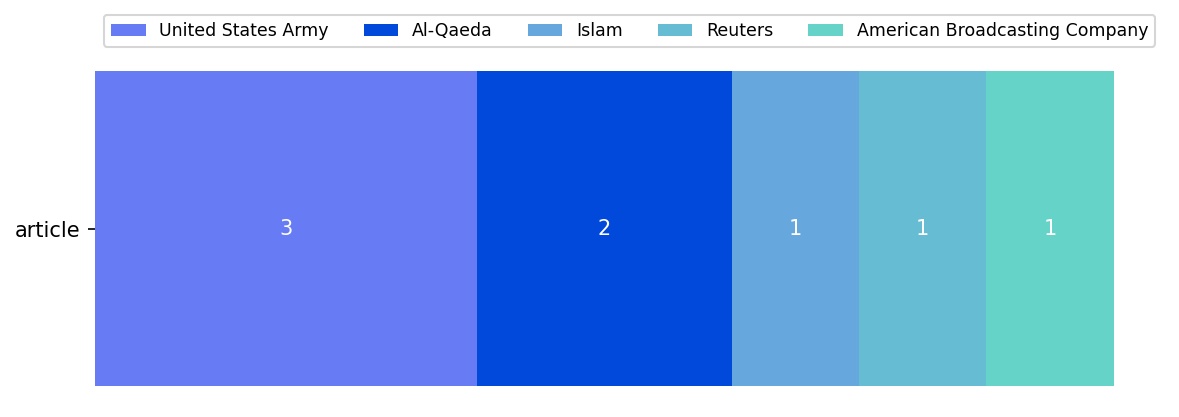 United States Army Al-Qaeda Islam Reuters American Broadcasting Company
article 3 2 1 1 1